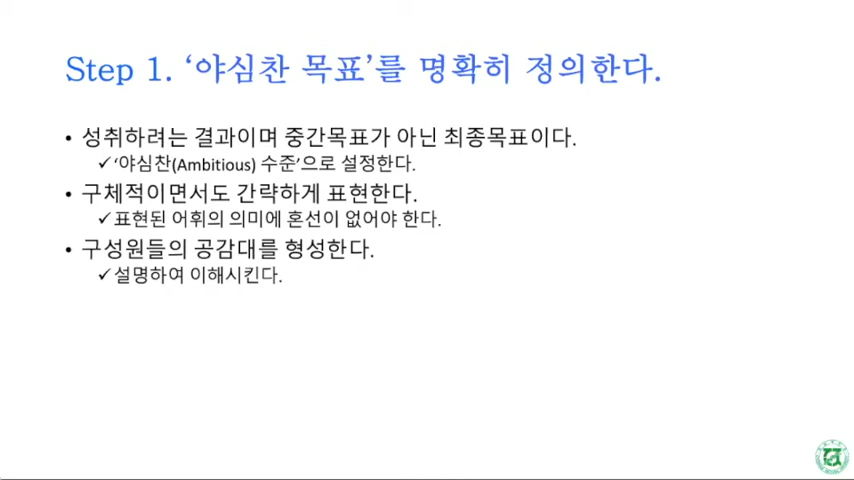 Step 1. ‘야심찬 목표’를 명확히 정의한다.
• 성취하려는 결과이며 중간목표가 아닌 최종목표이다.
✓‘야심찬(Ambitious) 수준’으로 설정한다.
• 구체적이면서도 간략하게 표현한다.
✓표현된 어휘의 의미에 혼선이 없어야 한다.
• 구성원들의 공감대를 형성한다.
✓설명하여 이해시킨다.